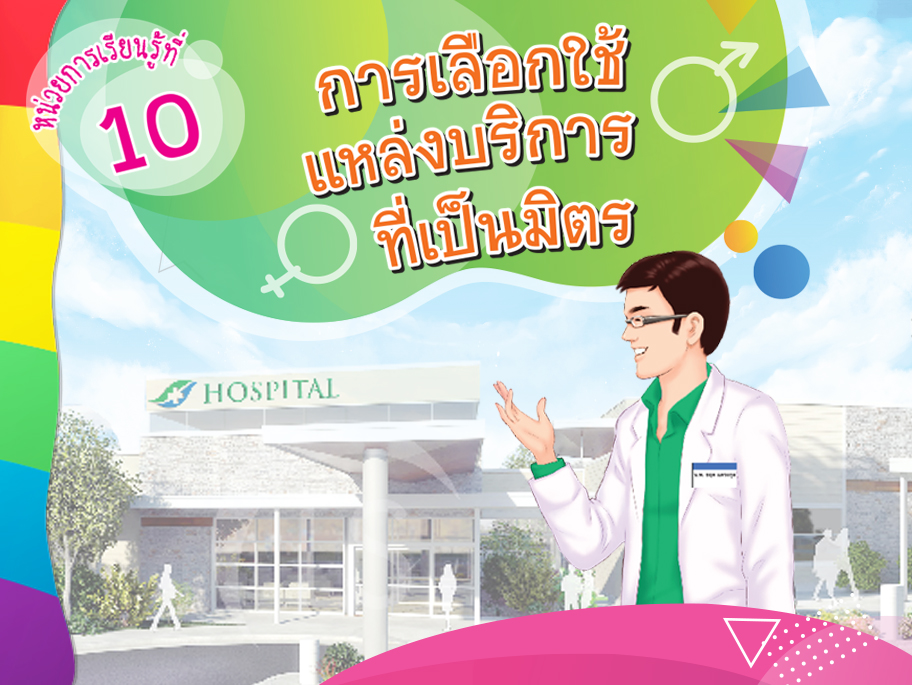 หน่วยการเรียนรู้ที่
10
การเลือกใช้
แหล่งบริการ
ที่เป็นมิตร
HOSPITAL